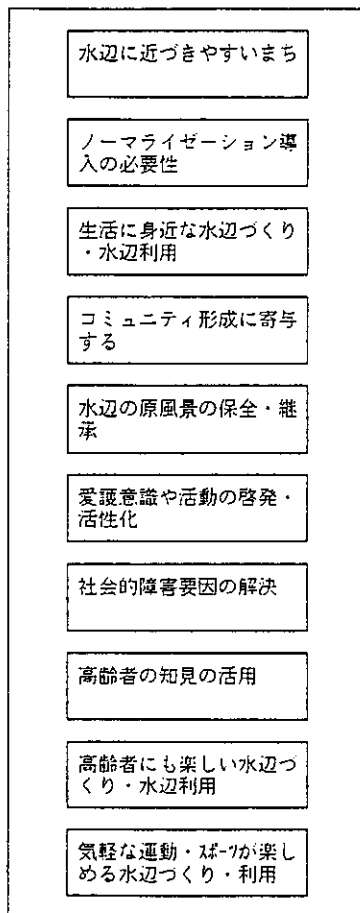 水辺に近づきやすいまち
ノーマライゼーション導
入の必要性
生活に身近な水辺づくり
・水辺利用
コミュニティ形成に寄与
する
水辺の原風景の保全・継
承
愛護意識や活動の啓発・
活性化
社会的障害要因の解決
高齢者の知見の活用
高齢者にも楽しい水辺づ
くり・水辺利用
気軽な運動・ｽﾎﾟｰﾂが楽し
める水辺づくり・利用